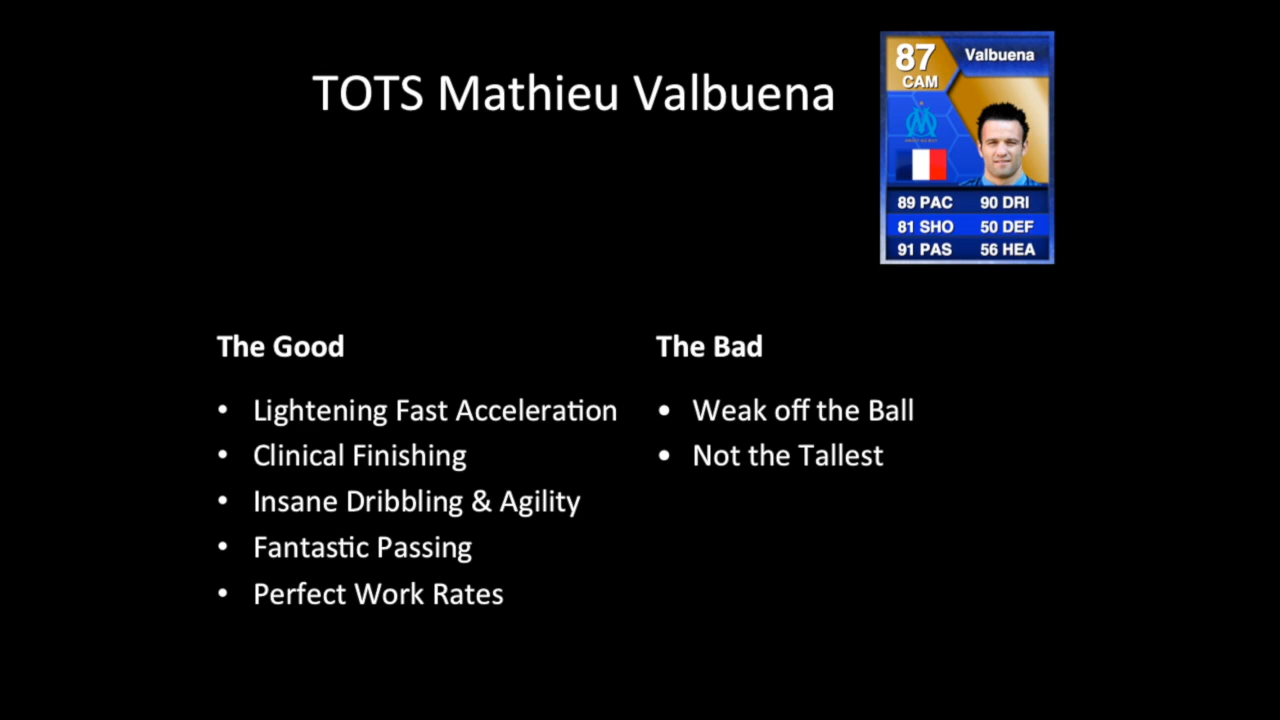 TOTS Mathieu Valbuena
87
CAM
Valbuena
89 PAC 90 DRI
81 SHO 50 DEF
91 PAS 56 HEA
The Good
• Lightening Fast Acceleration
• Clinical Finishing
• Insane Dribbling & Agility
• Fantastic Passing
• Perfect Work Rates
The Bad
• Weak off the Ball
• Not the Tallest